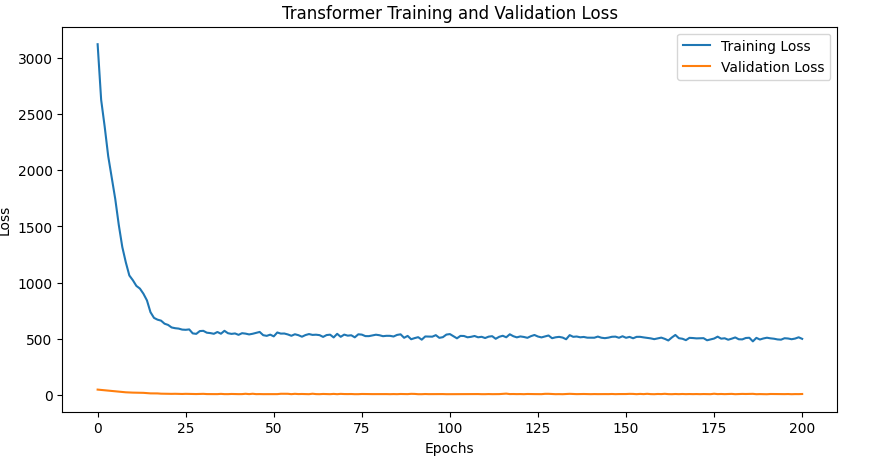 Transformer Training and Validation Loss
Training Loss
Validation Loss
3000
2500
2000
1500
1000
500
0
Loss
0 25 50 75 100 125 150 175 200
Epochs